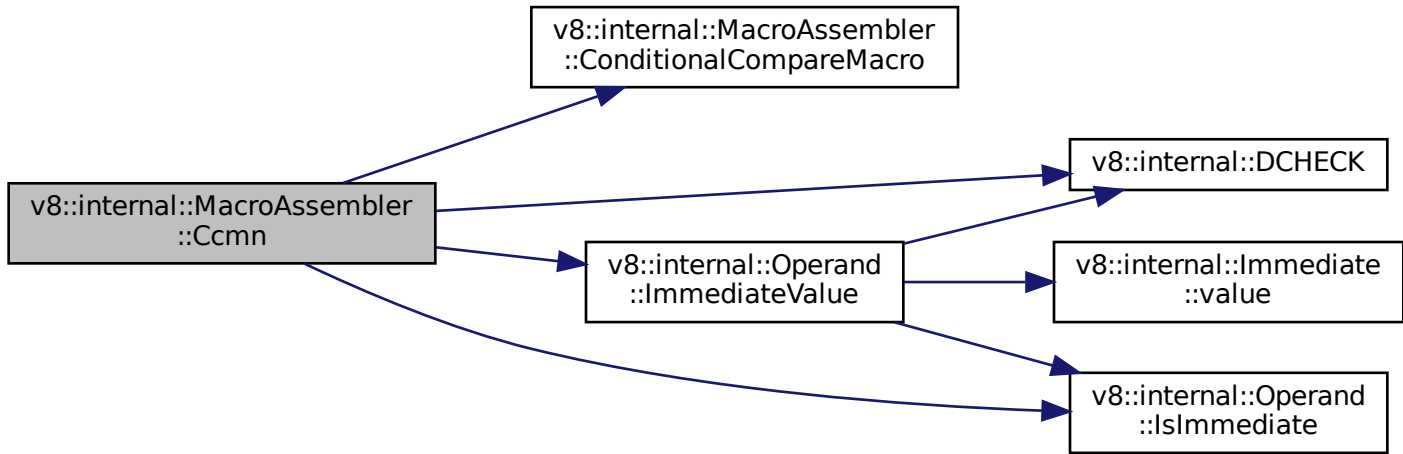 v8::internal::MacroAssembler
::ConditionalCompareMacro
v8::internal::DCHECK
v8::internal::MacroAssembler
::Ccmn
v8::internal::Operand
::ImmediateValue
v8::internal::Immediate
::value
v8::internal::Operand
::IsImmediate